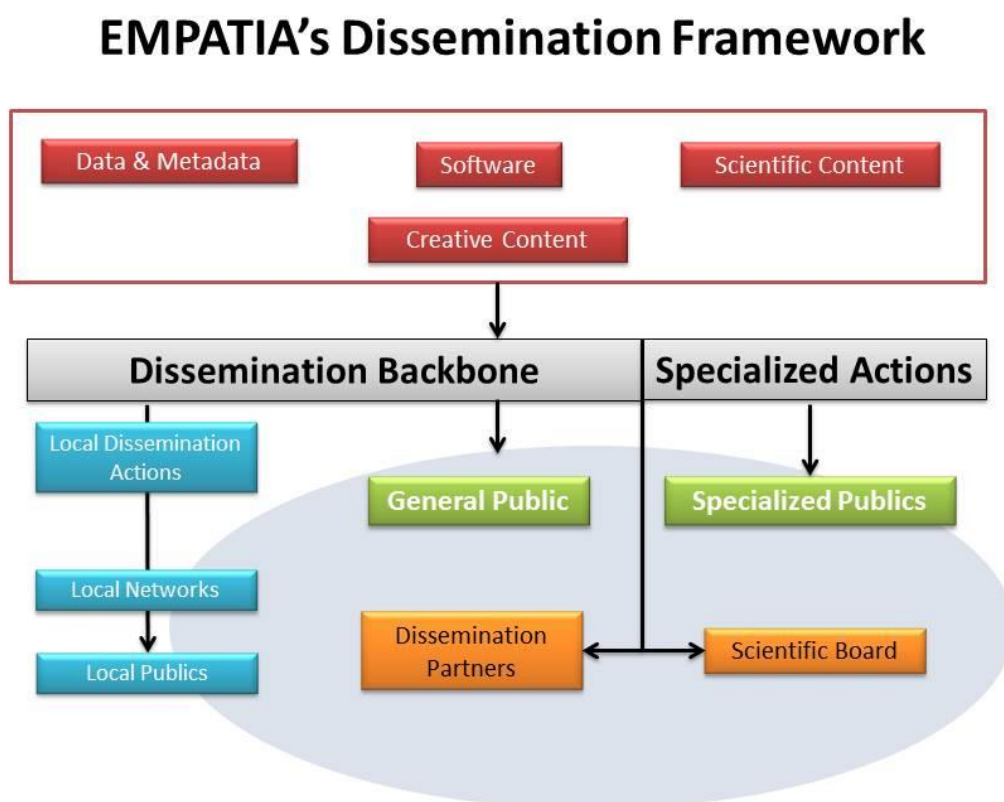 EMPATIA's Dissemination Framework
Data & Metadata
Software
Scientific Content
Creative Content
Dissemination Backbone
Specialized Actions
Local Dissemination
Actions
General Public
Specialized Publics
Local Networks
Dissemination
Partners
Scientific Board
Local Publics